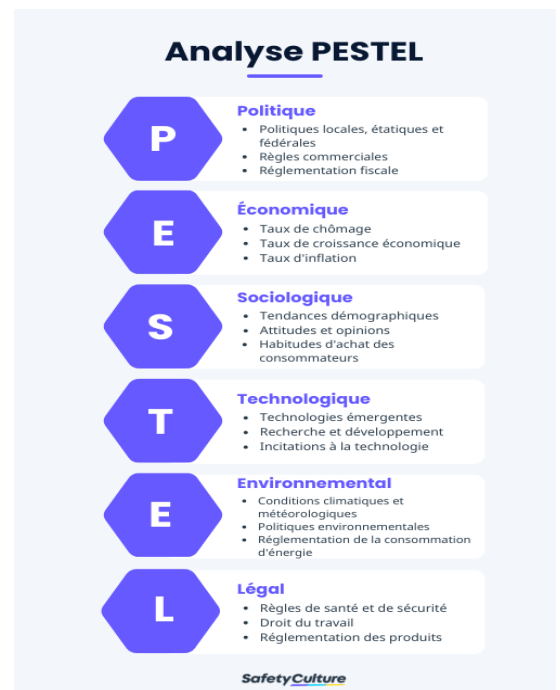 Analyse PESTEL
P
Politique
• Politiques locales, étatiques et
fédérales
• Règles commerciales
• Réglementation fiscale
E
Économique
• Taux de chômage
• Taux de croissance économique
• Taux d'inflation
S
Sociologique
• Tendances démographiques
• Attitudes et opinions
• Habitudes d'achat des
consommateurs
T
Technologique
• Technologies émergentes
• Recherche et développement
• Incitations à la technologie
E
Environnemental
• Conditions climatiques et
météorologiques
• Politiques environnementales
• Réglementation de la consommation
d'énergie
L
Légal
• Règles de santé et de sécurité
• Droit du travail
• Réglementation des produits
SafetyCulture